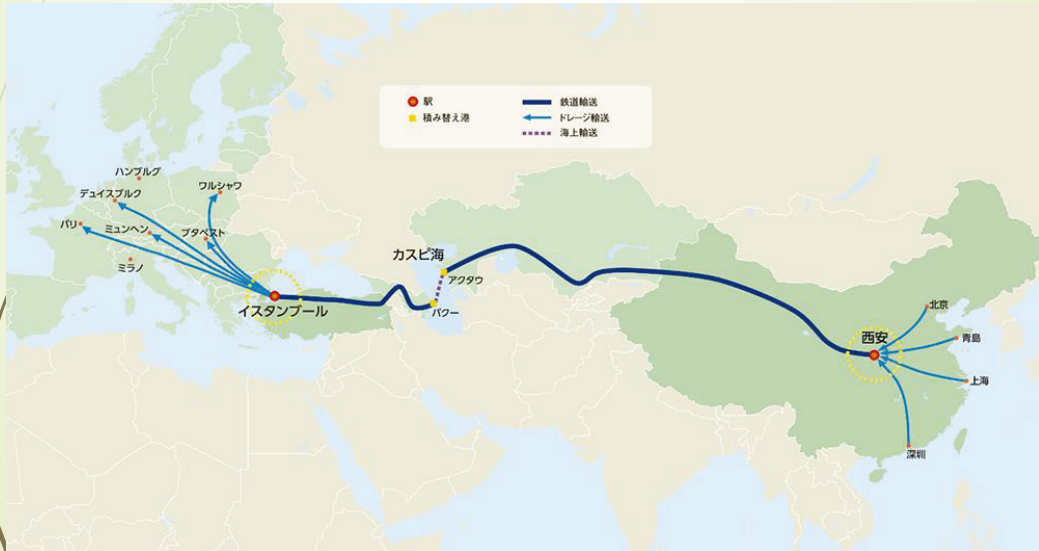 駅
積み替え港
鉄道輸送
ドレージ輸送
海上輸送
ハンブルグ
デュイスブルク
ワルシャワ
パリ
ミュンヘン
ブタペスト
ミラノ
イスタンブール
カスピ海
アクタウ
バクー
西安
北京
青島
上海
深圳